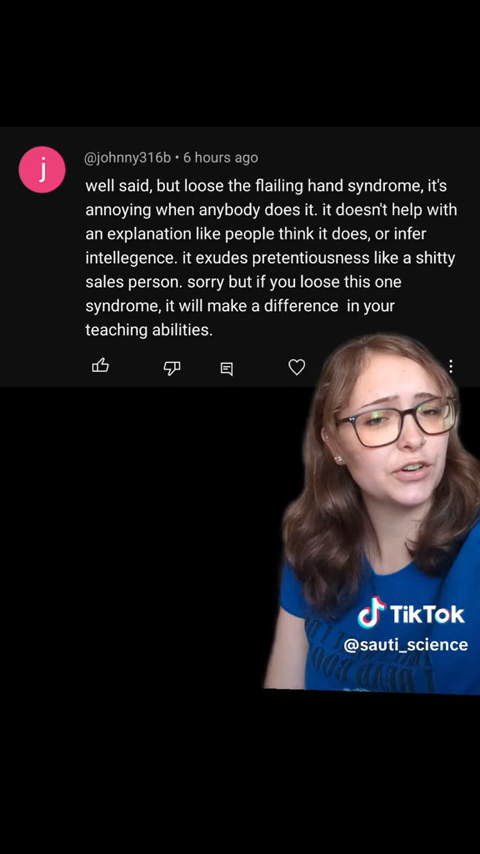 @johnny316b • 6 hours ago
well said, but loose the flailing hand syndrome, it's
annoying when anybody does it. it doesn't help with
an explanation like people think it does, or infer
intellegence. it exudes pretentiousness like a shitty
sales person. sorry but if you loose this one
syndrome, it will make a difference in your
teaching abilities.
j
TikTok
@sauti_science